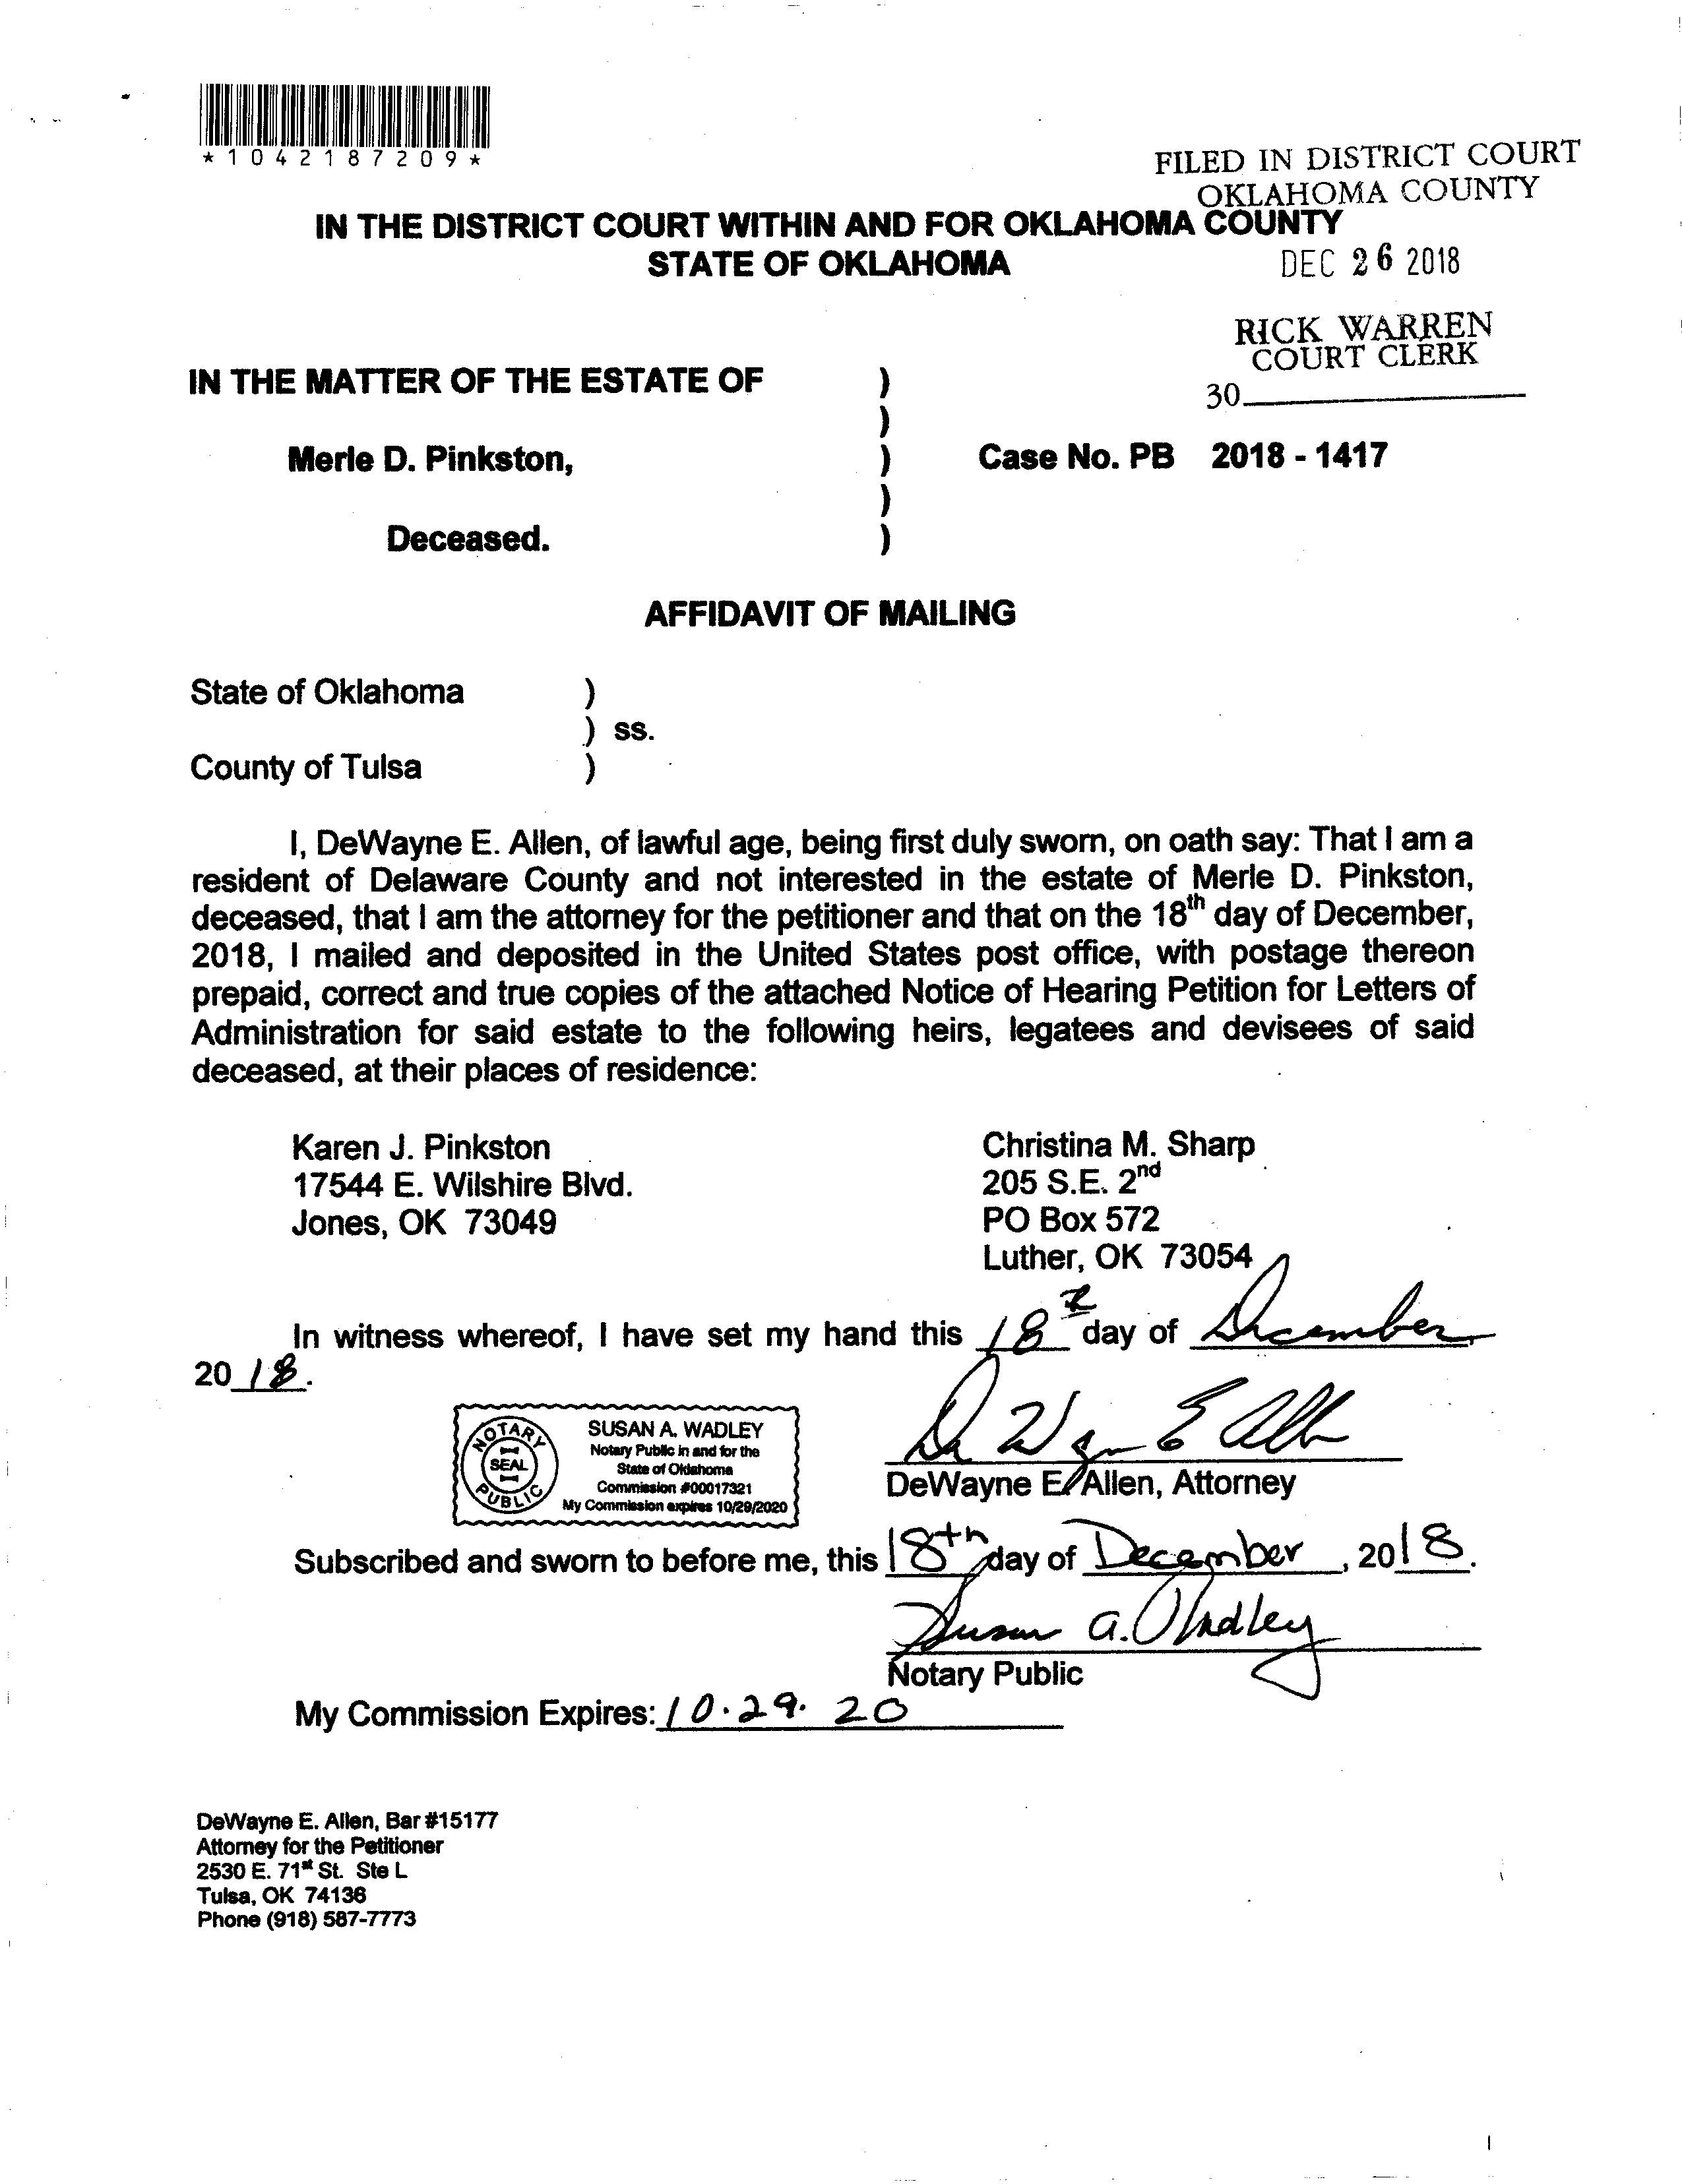 *1042187209*
FILED IN DISTRICT COURT
OKLAHOMA COUNTY
IN THE DISTRICT COURT WITHIN AND FOR OKLAHOMA COUNTY
STATE OF OKLAHOMA
DEC 26 2018
RICK WARREN
COURT CLERK
30
IN THE MATTER OF THE ESTATE OF )
)
Merle D. Pinkston, ) Case No. PB 2018 - 1417
)
Deceased. )
AFFIDAVIT OF MAILING
State of Oklahoma )
) ss.
County of Tulsa )
I, DeWayne E. Allen, of lawful age, being first duly sworn, on oath say: That I am a
resident of Delaware County and not interested in the estate of Merle D. Pinkston,
deceased, that I am the attorney for the petitioner and that on the 18th day of December,
2018, I mailed and deposited in the United States post office, with postage thereon
prepaid, correct and true copies of the attached Notice of Hearing Petition for Letters of
Administration for said estate to the following heirs, legatees and devisees of said
deceased, at their places of residence:
Karen J. Pinkston
17544 E. Wilshire Blvd.
Jones, OK 73049
Christina M. Sharp
205 S.E. 2nd
PO Box 572
Luther, OK 73054
In witness whereof, I have set my hand this 18th day of December,
2018.
DeWayne E Allen
DeWayne E. Allen, Attorney
NOTARY PUBLIC
SEAL
SUSAN A. WADLEY
Notary Public in and for the
State of Oklahoma
Commission #00017321
My Commission expires 10/29/2020
Subscribed and sworn to before me, this 18th day of December, 2018.
Susan A. Wadley
Notary Public
My Commission Expires: 10.29.20
DeWayne E. Allen, Bar #15177
Attorney for the Petitioner
2530 E. 71st St. Ste L
Tulsa, OK 74136
Phone (918) 587-7773